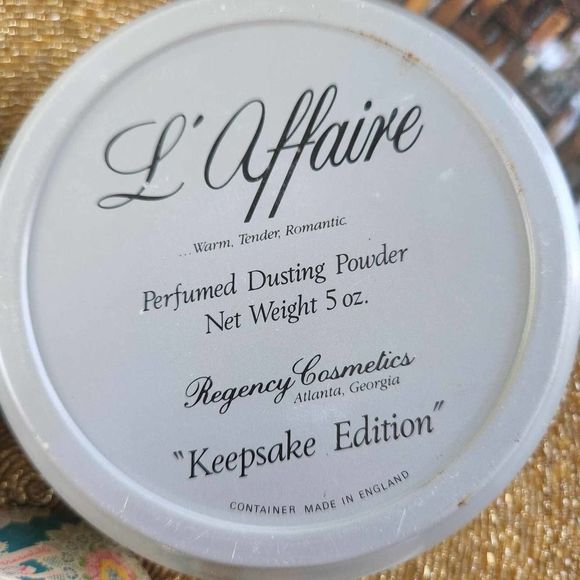 L'Affaire
...Warm, Tender, Romantic.
Perfumed Dusting Powder
Net Weight 5 oz.
Regency Cosmetics
Atlanta, Georgia
"Keepsake Edition"
CONTAINER MADE IN ENGLAND